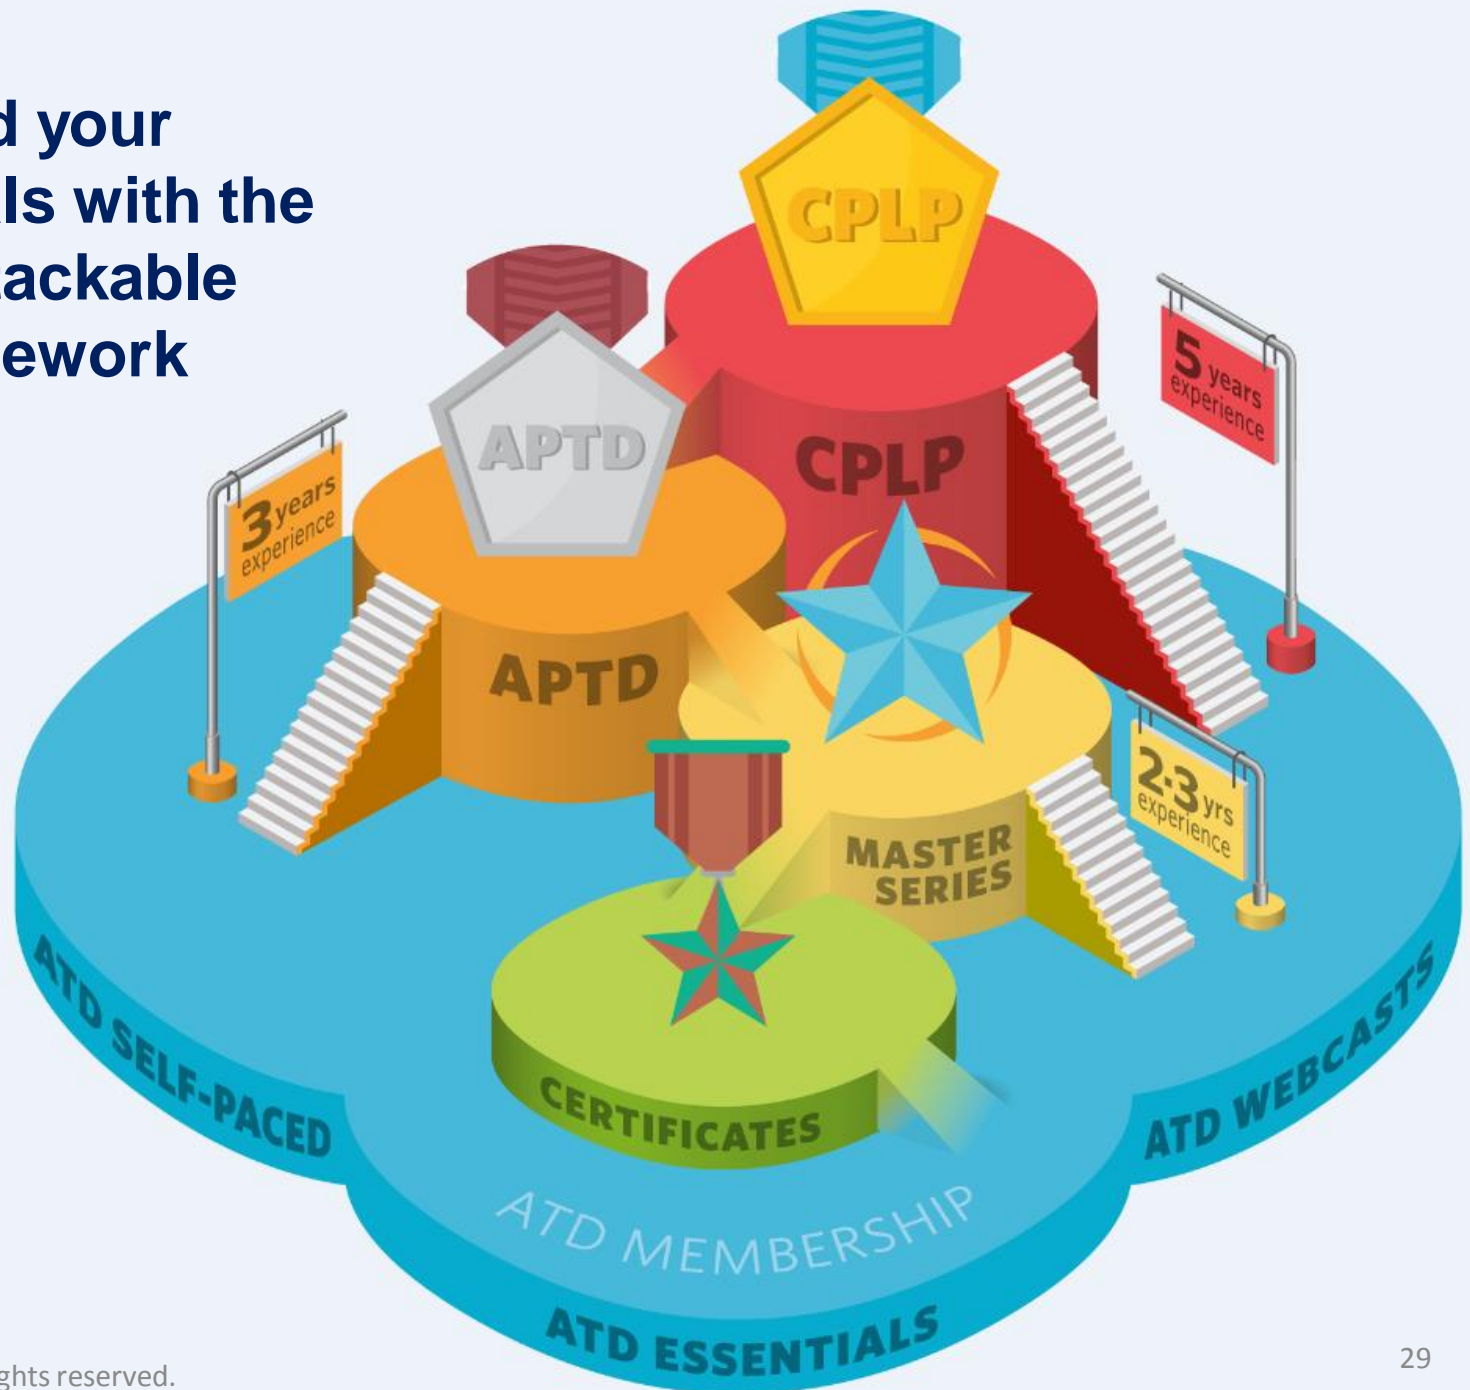 d your
ls with the
tackable
ework
CPLP
APTD
5 years
experience
CPLP
3 years
experience
APTD
2-3 yrs
experience
MASTER
SERIES
CERTIFICATES
ATD SELF-PACED
ATD WEBCASTS
ATD MEMBERSHIP
ATD ESSENTIALS
ghts reserved.
29